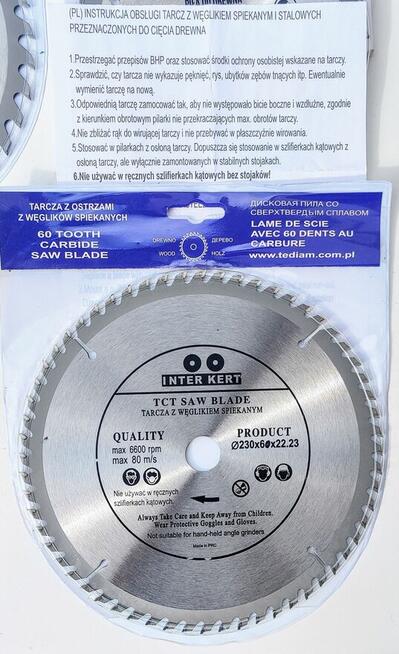 PIŁA DO DREWNA
(PL) INSTRUKCJA OBSŁUGI TARCZ Z WĘGLIKIEM SPIEKANYM I STALOWYCH
PRZEZNACZONYCH DO CIĘCIA DREWNA
1.Przestrzegać przepisów BHP oraz stosować środki ochrony osobistej wskazane na tarczy.
2.Sprawdzić, czy tarcza nie wykazuje pęknięć, rys, ubytków zębów tnących itp. Ewentualnie
wymienić tarczę na nową.
3.Odpowiednią tarczę zamocować tak, aby nie występowało bicie boczne i wzdłużne, zgodnie
z kierunkiem obrotowym pilarki nie przekraczających max. obrotów tarczy.
4.Nie zbliżać rąk do wirującej tarczy i nie przebywać w płaszczyźnie wirowania.
5.Stosować w pilarkach z osłoną tarczy. Dopuszcza się stosowanie w szlifierkach kątowych z
osłoną tarczy, ale wyłącznie zamontowanych w stabilnych stojakach.
6.Nie używać w ręcznych szlifierkach kątowych bez stojaków!
TARCZA Z OSTRZAMI
Z WĘGLIKÓW SPIEKANYCH
60 TOOTH
CARBIDE
SAW BLADE
DREWNO
ДЕРЕВО
WOOD
HOLZ
ДИСКОВАЯ ПИЛА СО
СВЕРХТВЕРДЫМ СПЛАВОМ
LAME DE SCIE
AVEC 60 DENTS AU
CARBURE
www.tediam.com.pl
INTER KERT
TCT SAW BLADE
TARCZA Z WĘGLIKIEM SPIEKANYM
QUALITY
max 6600 rpm
max 80 m/s
PRODUCT
Ø230x60x22.23
Nie używać w ręcznych
szlifierkach kątowych.
Always Take Care and Keep Away from Children.
Wear Protective Goggles and Gloves.
Not suitable for hand-held angle grinders
Made in PRC